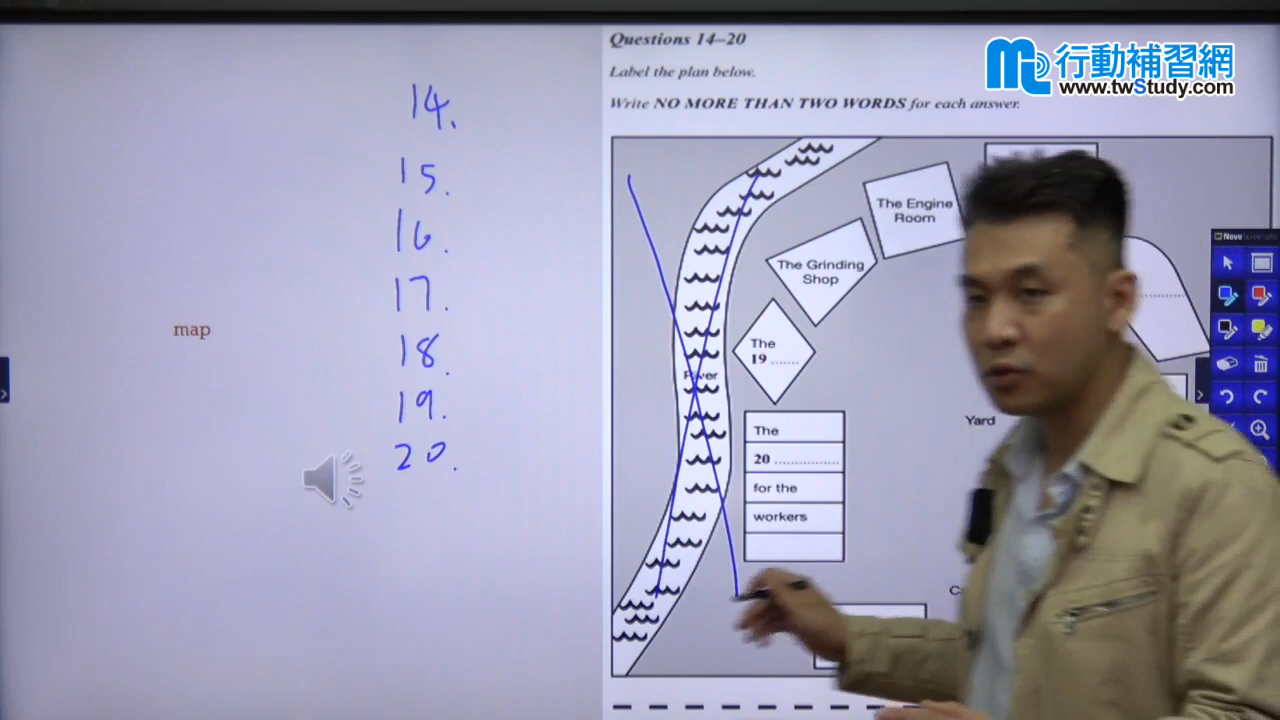 14.
15.
16.
17.
18.
19.
20.
map
Questions 14–20
Label the plan below.
Write NO MORE THAN TWO WORDS for each answer.
行動補習網
www.twStudy.com
The Engine
Room
The Grinding
Shop
The
19 .......
River
The
20 ..............
for the
workers
Yard
Novo